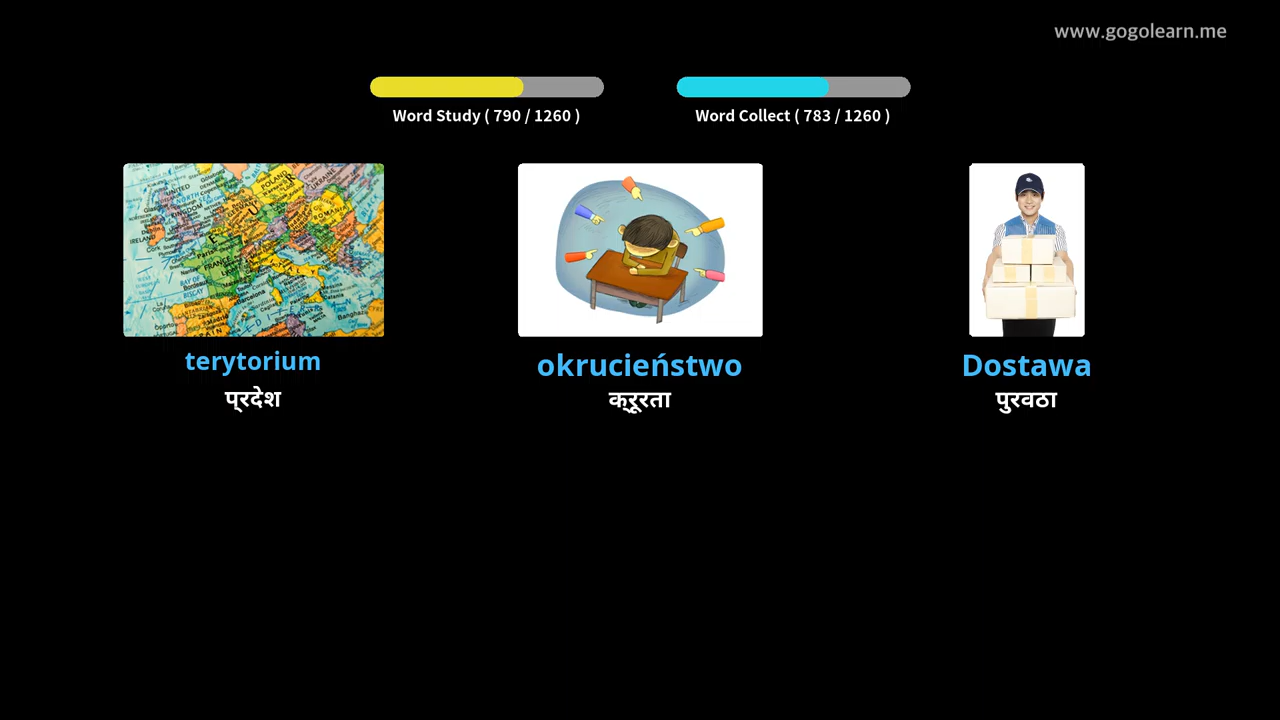 www.gogolearn.me
Word Study ( 790 / 1260 )
Word Collect ( 783 / 1260 )
terytorium
okrucieństwo
Dostawa
प्रदेश
क्रूरता
पुरवठा